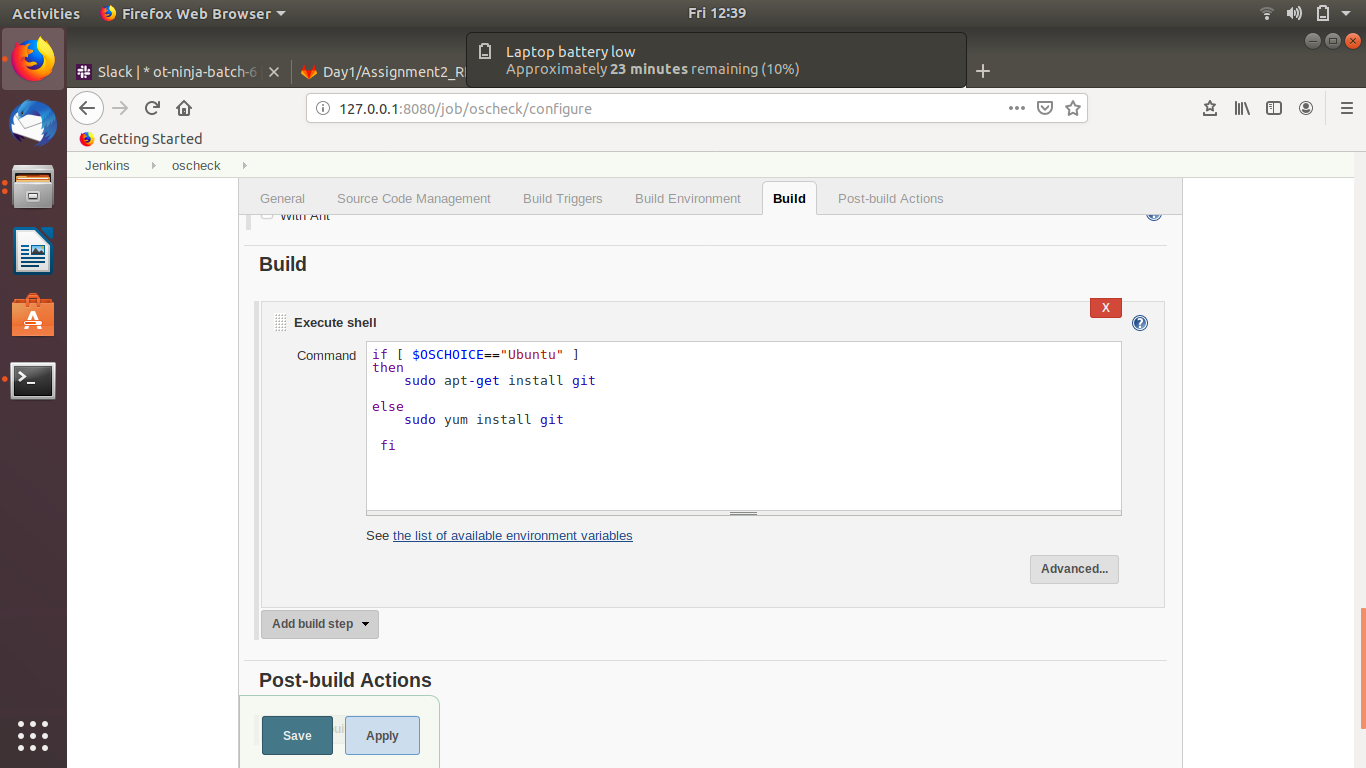 Activities
Firefox Web Browser
Fri 12:39
Laptop battery low
Approximately 23 minutes remaining (10%)
Slack | * ot-ninja-batch-6
Day1/Assignment2_R
127.0.0.1:8080/job/oscheck/configure
Getting Started
Jenkins
oscheck
General
Source Code Management
Build Triggers
Build Environment
Build
Post-build Actions
With Ant
Build
X
Execute shell
Command
if [ $OSCHOICE=="Ubuntu" ]
then
sudo apt-get install git
else
sudo yum install git
fi
See the list of available environment variables
Advanced...
Add build step
Post-build Actions
Save
Apply